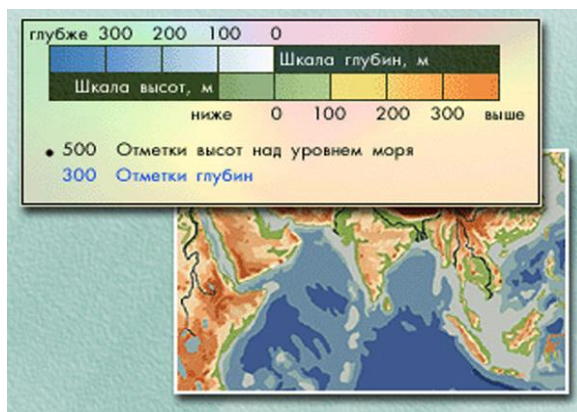 глубже 300 200 100 0
Шкала глубин, м
Шкала высот, м
ниже 0 100 200 300 выше
500 Отметки высот над уровнем моря
300 Отметки глубин